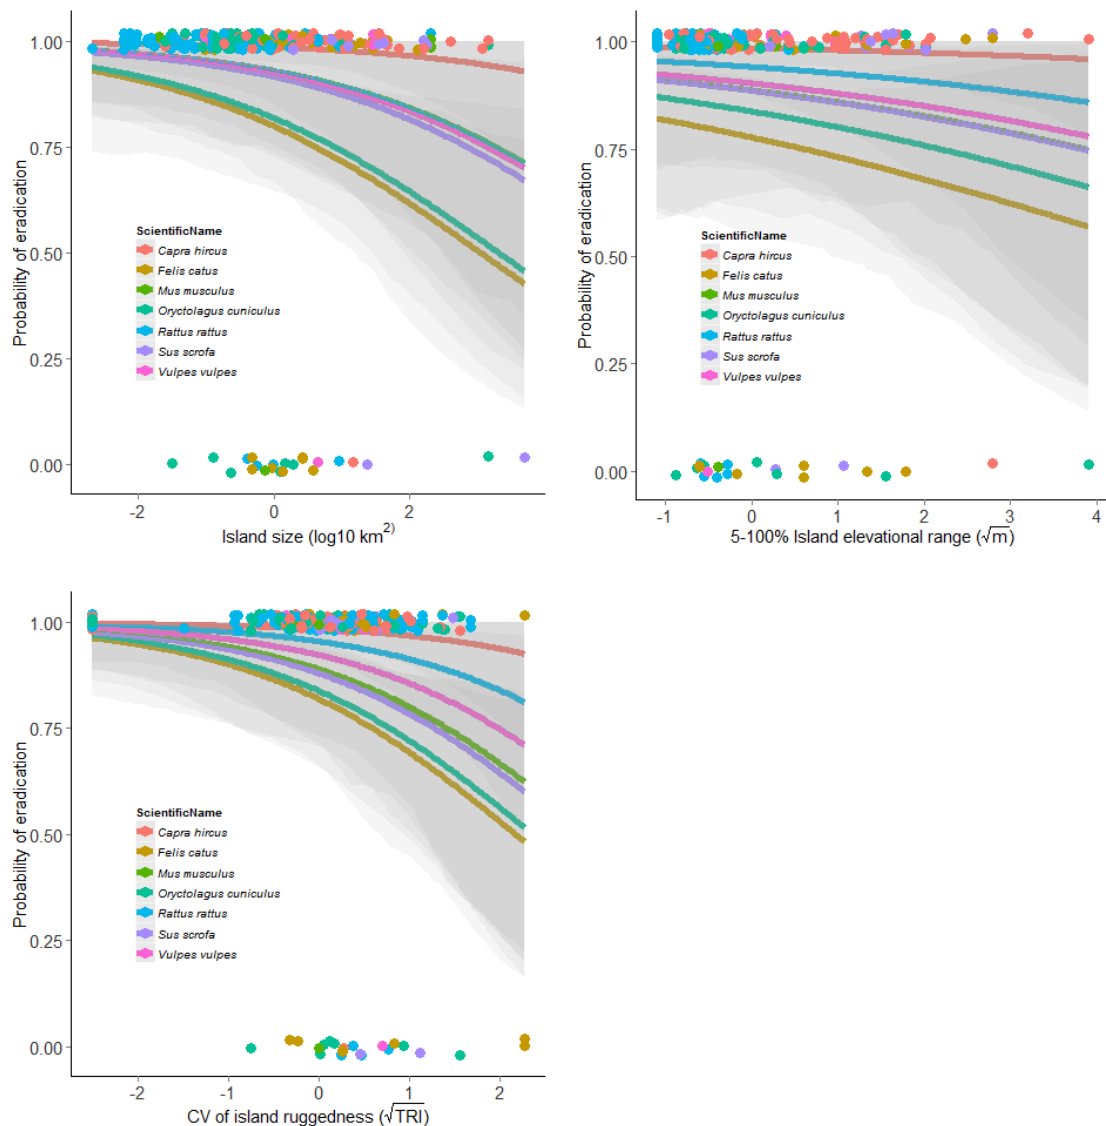 1.00
0.75
0.50
0.25
0.00
Probability of eradication
ScientificName
Capra hircus
Felis catus
Mus musculus
Oryctolagus cuniculus
Rattus rattus
Sus scrofa
Vulpes vulpes
-2 0 2
Island size (log10 km²)
1.00
0.75
0.50
0.25
0.00
Probability of eradication
ScientificName
Capra hircus
Felis catus
Mus musculus
Oryctolagus cuniculus
Rattus rattus
Sus scrofa
Vulpes vulpes
-1 0 1 2 3 4
5-100% Island elevational range (√m)
1.00
0.75
0.50
0.25
0.00
Probability of eradication
ScientificName
Capra hircus
Felis catus
Mus musculus
Oryctolagus cuniculus
Rattus rattus
Sus scrofa
Vulpes vulpes
-2 -1 0 1 2
CV of island ruggedness (√TRI)